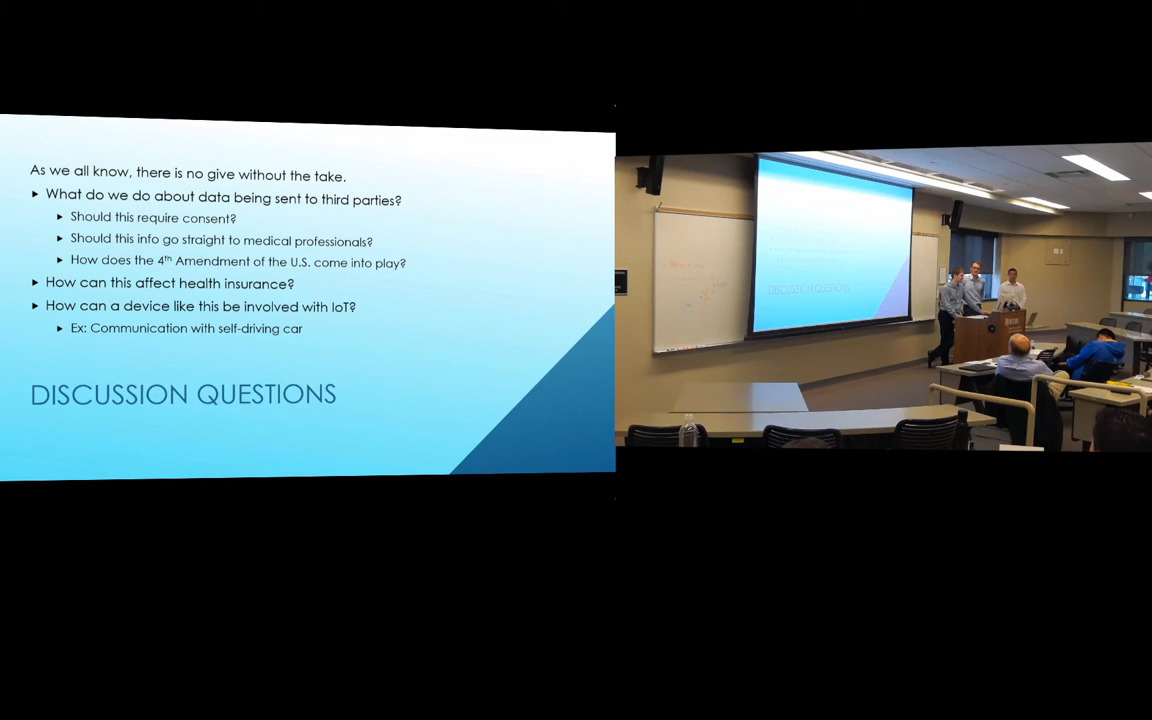 As we all know, there is no give without the take.
What do we do about data being sent to third parties?
Should this require consent?
Should this info go straight to medical professionals?
How does the 4th Amendment of the U.S. come into play?
How can this affect health insurance?
How can a device like this be involved with IoT?
Ex: Communication with self-driving car
DISCUSSION QUESTIONS
DISCUSSION QUESTIONS